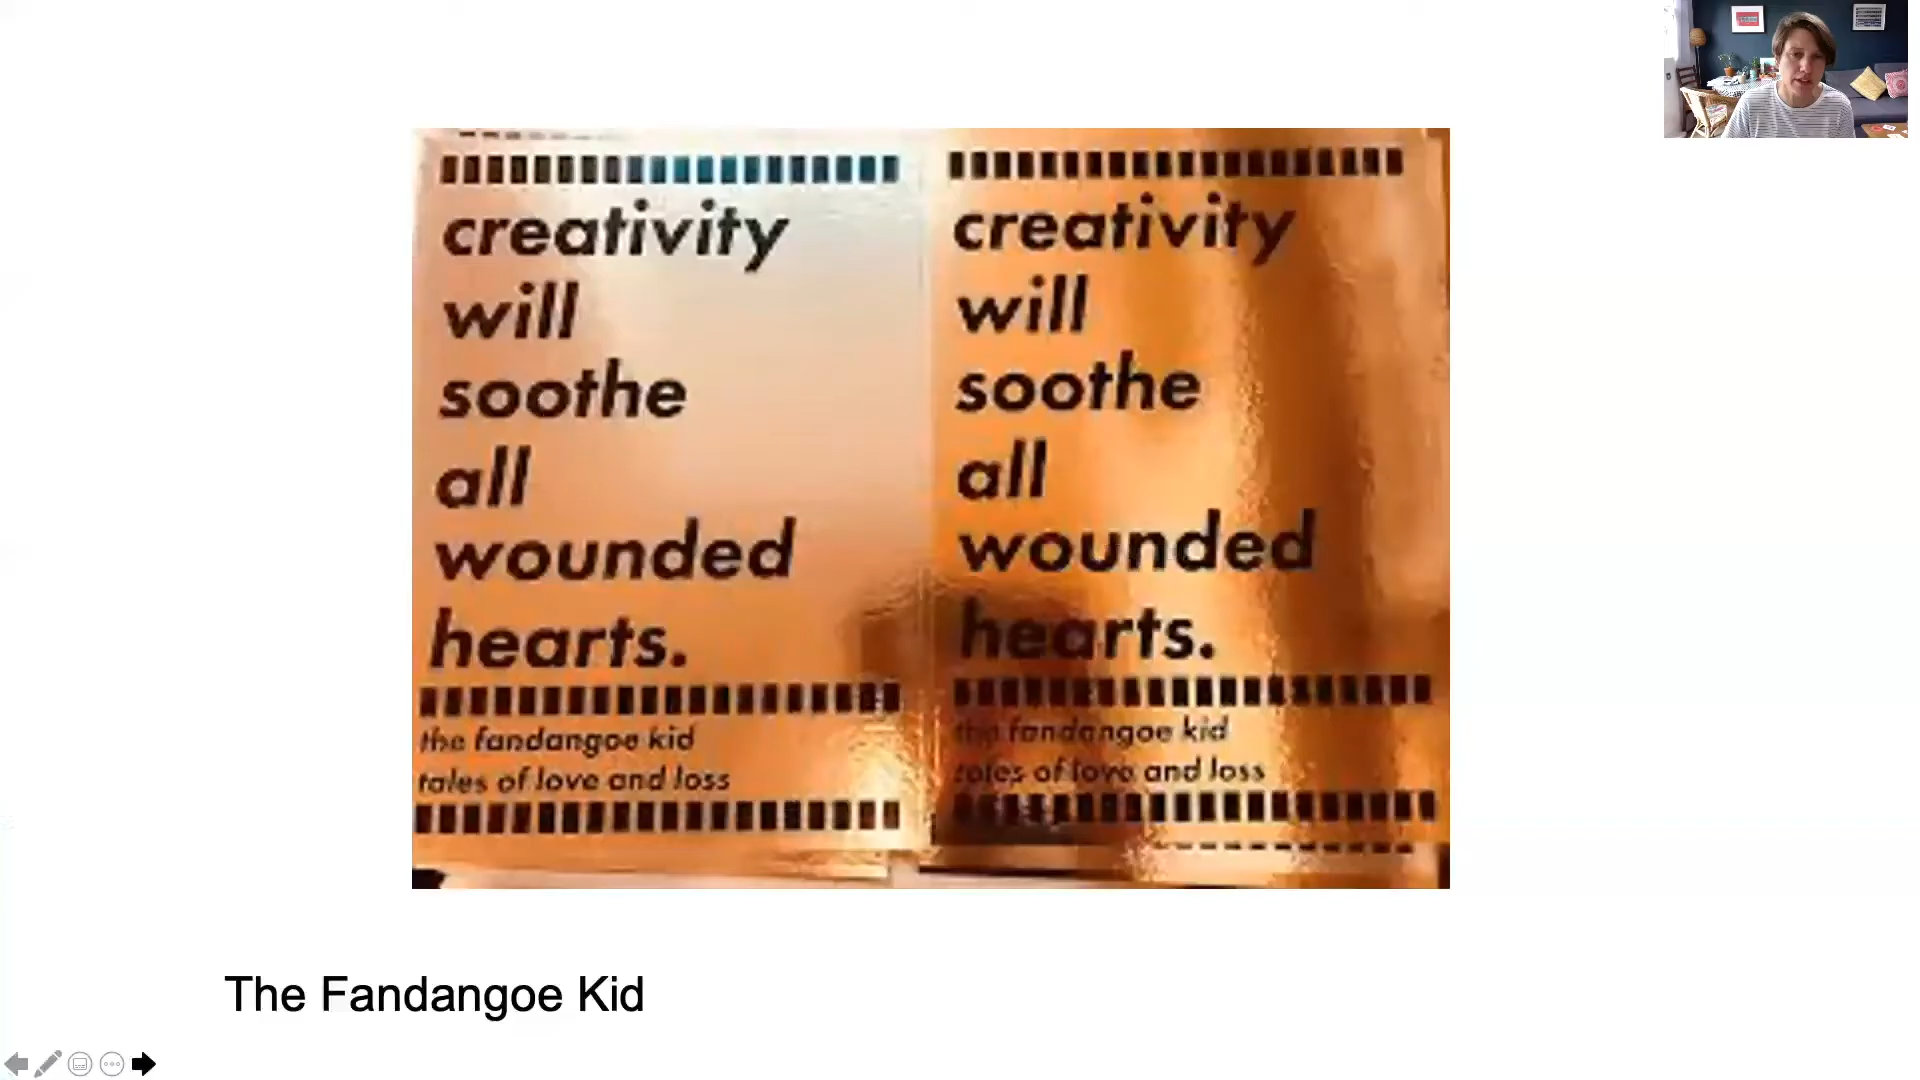 creativity
will
soothe
all
wounded
hearts.
the fandangoe kid
tales of love and loss
creativity
will
soothe
all
wounded
hearts.
the fandangoe kid
tales of love and loss
The Fandangoe Kid